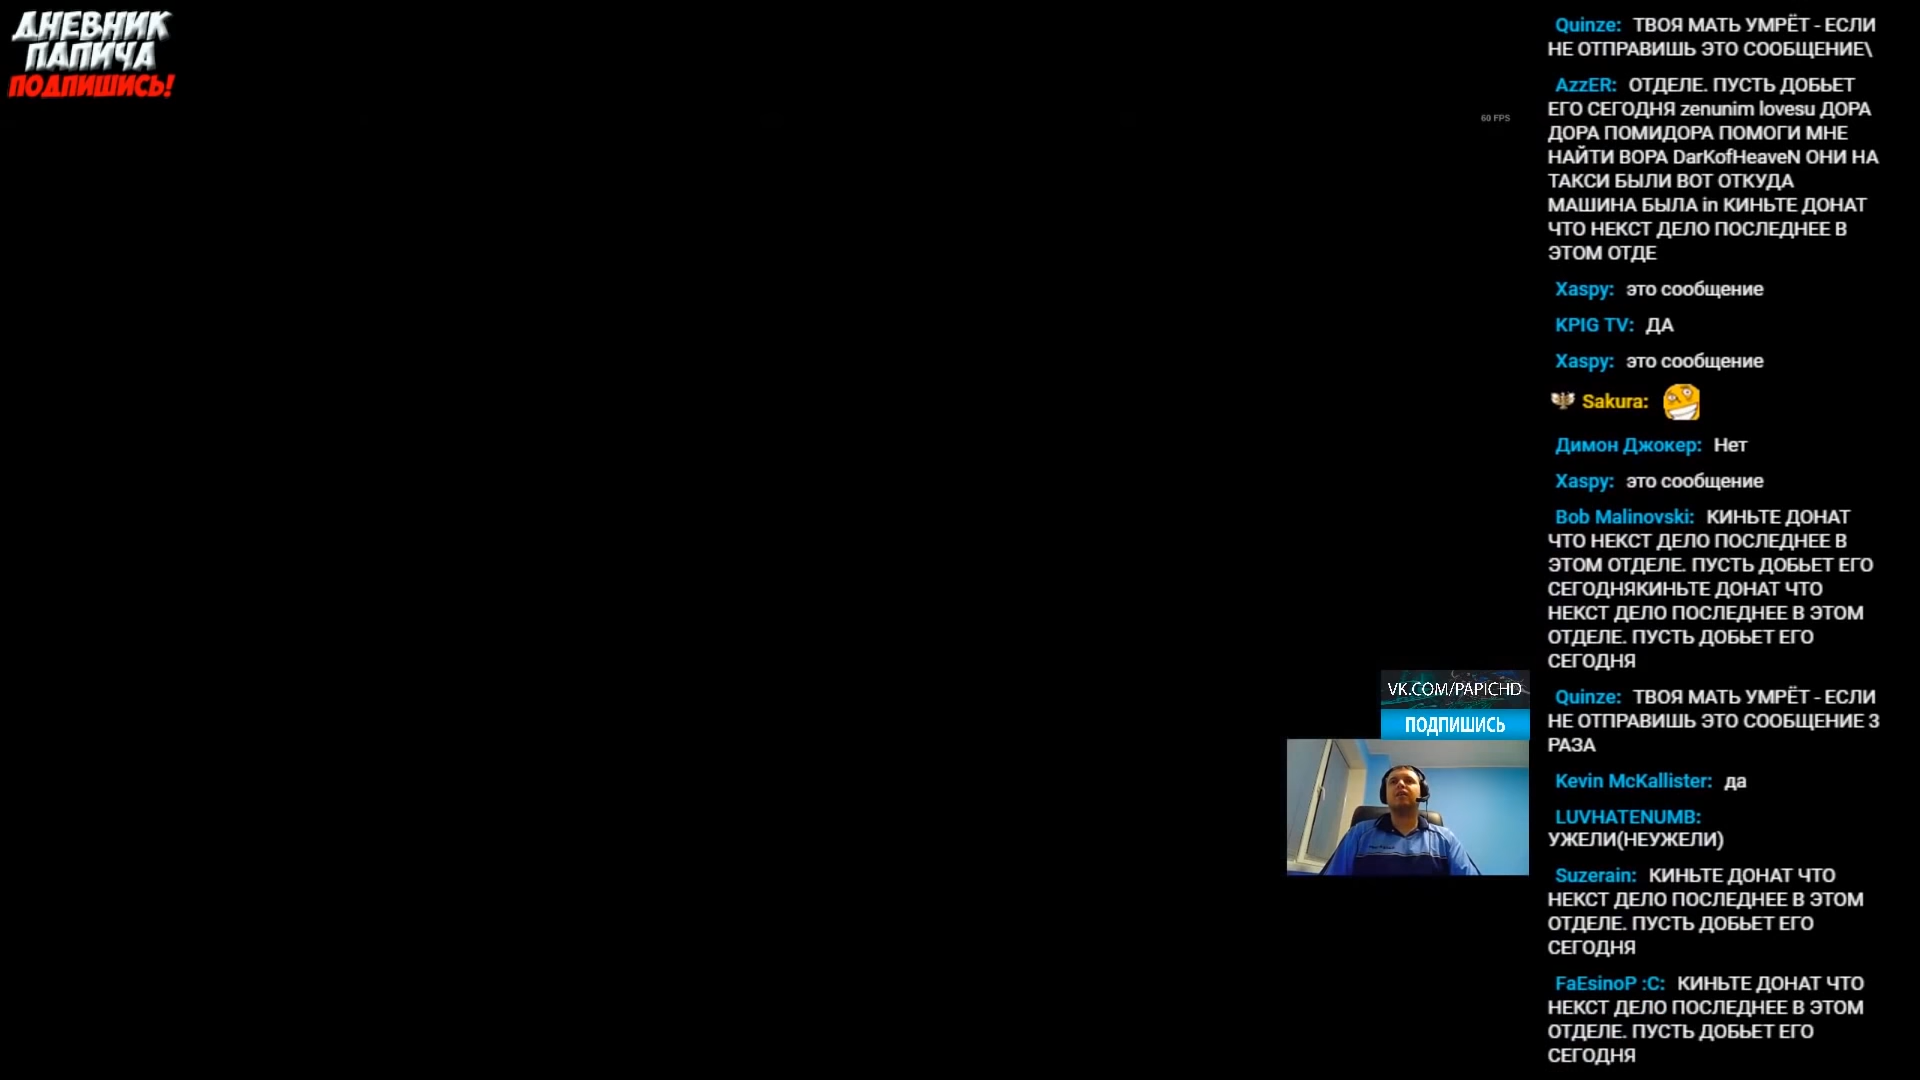 ДНЕВНИК
ПАПИЧА
ПОДПИШИСЬ!
60 FPS
VK.COM/PAPICHD
ПОДПИШИСЬ
Quinze: ТВОЯ МАТЬ УМРЁТ - ЕСЛИ
НЕ ОТПРАВИШЬ ЭТО СООБЩЕНИЕ\
AzzER: ОТДЕЛЕ. ПУСТЬ ДОБЬЕТ
ЕГО СЕГОДНЯ zenunim lovesu ДОРА
ДОРА ПОМИДОРА ПОМОГИ МНЕ
НАЙТИ ВОРА DarKofHeaveN ОНИ НА
ТАКСИ БЫЛИ ВОТ ОТКУДА
МАШИНА БЫЛА in КИНЬТЕ ДОНАТ
ЧТО НЕКСТ ДЕЛО ПОСЛЕДНЕЕ В
ЭТОМ ОТДЕ
Xaspy: это сообщение
KPIG TV: ДА
Xaspy: это сообщение
Sakura:
Димон Джокер: Нет
Xaspy: это сообщение
Bob Malinovski: КИНЬТЕ ДОНАТ
ЧТО НЕКСТ ДЕЛО ПОСЛЕДНЕЕ В
ЭТОМ ОТДЕЛЕ. ПУСТЬ ДОБЬЕТ ЕГО
СЕГОДНЯКИНЬТЕ ДОНАТ ЧТО
НЕКСТ ДЕЛО ПОСЛЕДНЕЕ В ЭТОМ
ОТДЕЛЕ. ПУСТЬ ДОБЬЕТ ЕГО
СЕГОДНЯ
Quinze: ТВОЯ МАТЬ УМРЁТ - ЕСЛИ
НЕ ОТПРАВИШЬ ЭТО СООБЩЕНИЕ 3
РАЗА
Kevin McKallister: да
LUVHATENUMB:
УЖЕЛИ(НЕУЖЕЛИ)
Suzerain: КИНЬТЕ ДОНАТ ЧТО
НЕКСТ ДЕЛО ПОСЛЕДНЕЕ В ЭТОМ
ОТДЕЛЕ. ПУСТЬ ДОБЬЕТ ЕГО
СЕГОДНЯ
FaEsinoP :C: КИНЬТЕ ДОНАТ ЧТО
НЕКСТ ДЕЛО ПОСЛЕДНЕЕ В ЭТОМ
ОТДЕЛЕ. ПУСТЬ ДОБЬЕТ ЕГО
СЕГОДНЯ